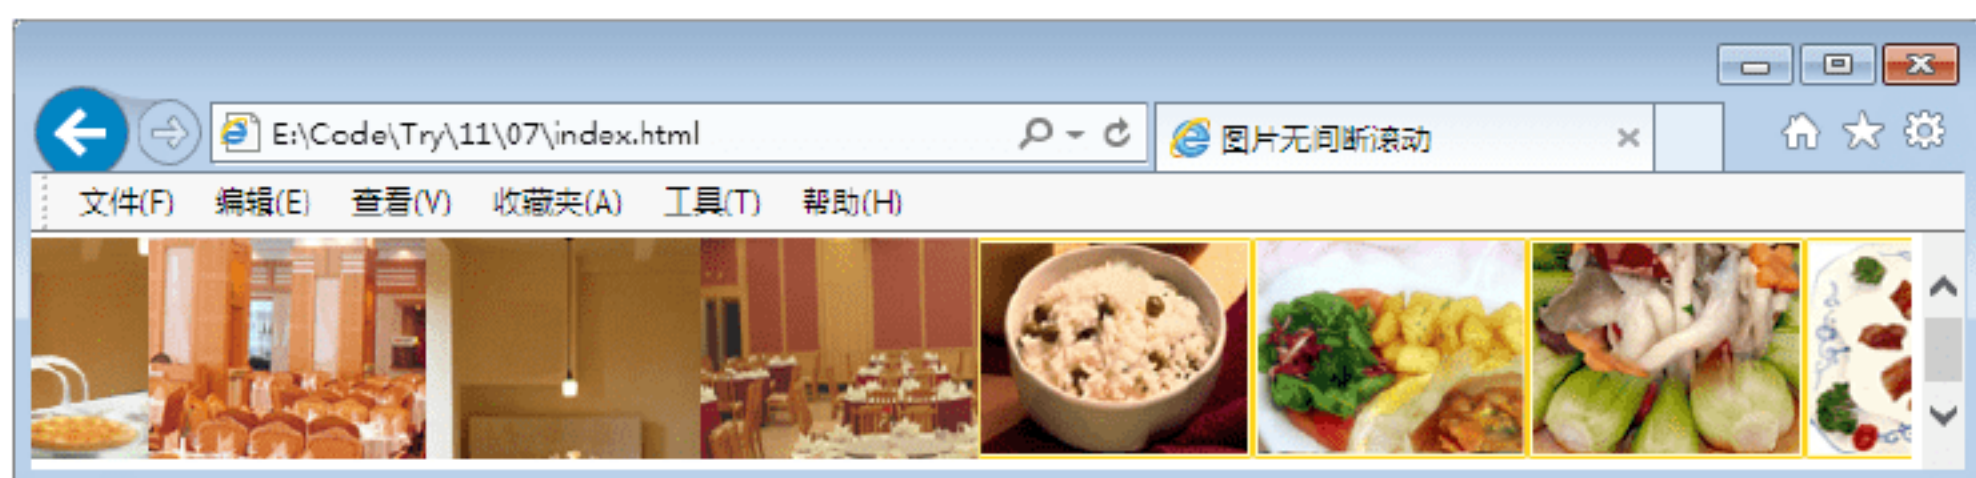 E:\Code\Try\11\07\index.html
图片无间断滚动
文件(F) 编辑(E) 查看(V) 收藏夹(A) 工具(T) 帮助(H)